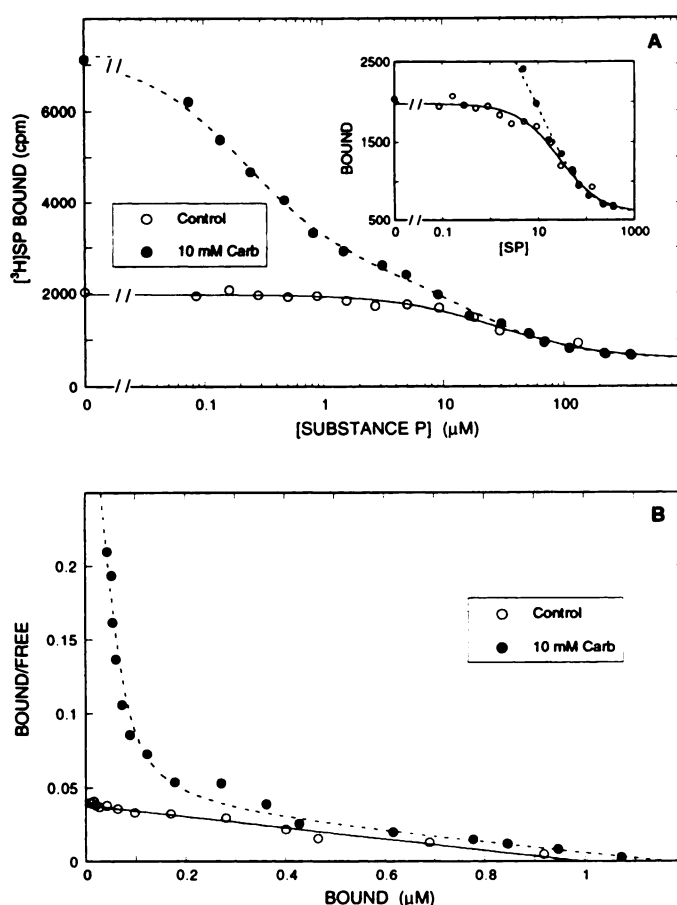 A
[³H]SP BOUND (cpm)
6000
4000
2000
0
Control
10 mM Carb
0
0.1
1
10
100
[SUBSTANCE P] (µM)
BOUND
2500
1500
500
0
0.1
10
1000
[SP]
B
BOUND/FREE
0.2
0.15
0.1
0.05
0
Control
10 mM Carb
0
0.2
0.4
0.6
0.8
1
BOUND (µM)